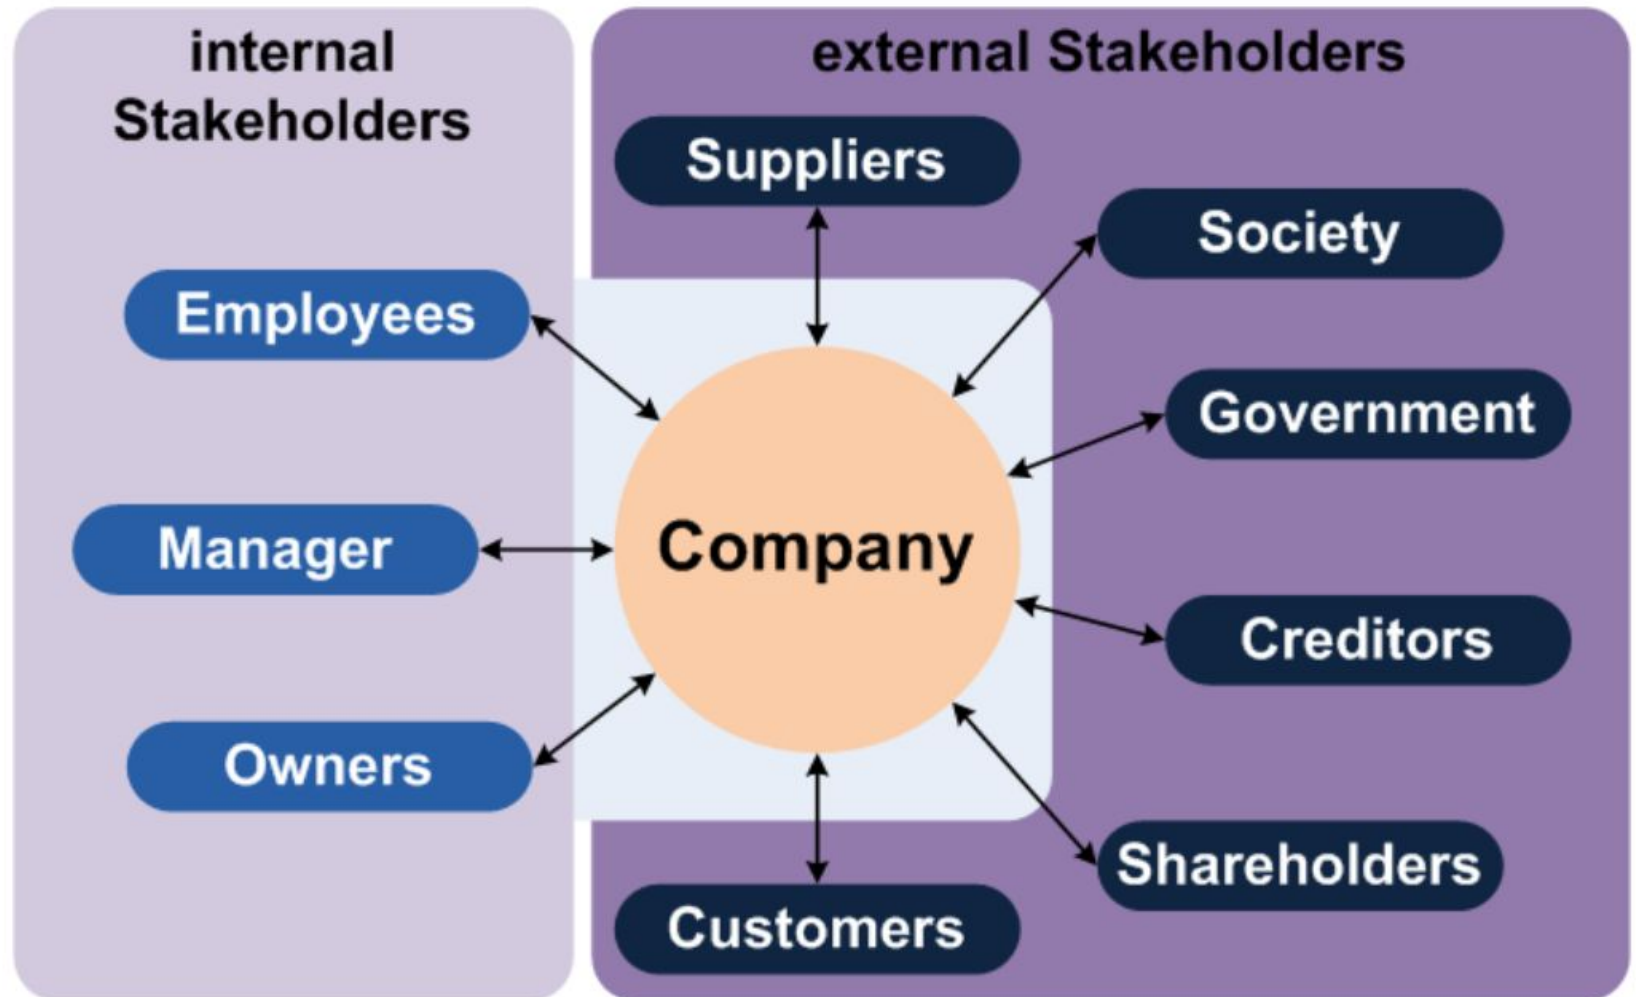 internal
Stakeholders
external Stakeholders
Suppliers
Society
Employees
Government
Manager
Company
Creditors
Owners
Shareholders
Customers